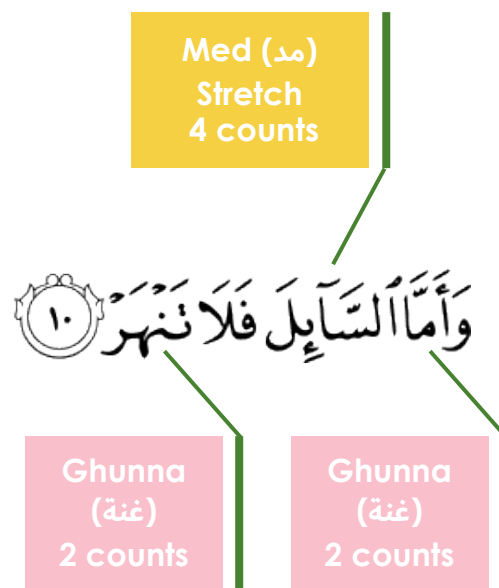 Med (مد)
Stretch
4 counts
وَأَمَّا ٱلسَّآئِلَ فَلَا تَنْهَرْ ١٠
Ghunna
(غنة)
2 counts
Ghunna
(غنة)
2 counts